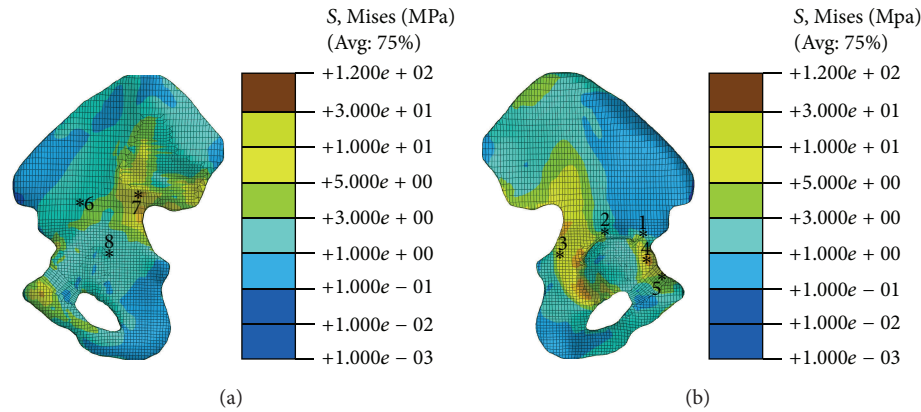 S, Mises (MPa)
(Avg: 75%)
+1.200e + 02
+3.000e + 01
+1.000e + 01
+5.000e + 00
+3.000e + 00
+1.000e + 00
+1.000e − 01
+1.000e − 02
+1.000e − 03
*6
*
7
8
*
(a)
S, Mises (Mpa)
(Avg: 75%)
+1.200e + 02
+3.000e + 01
+1.000e + 01
+5.000e + 00
+3.000e + 00
+1.000e + 00
+1.000e − 01
+1.000e − 02
+1.000e − 03
2
*
1
*
3
*
4
*
*
5
(b)